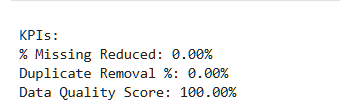 KPIs:
% Missing Reduced: 0.00%
Duplicate Removal %: 0.00%
Data Quality Score: 100.00%